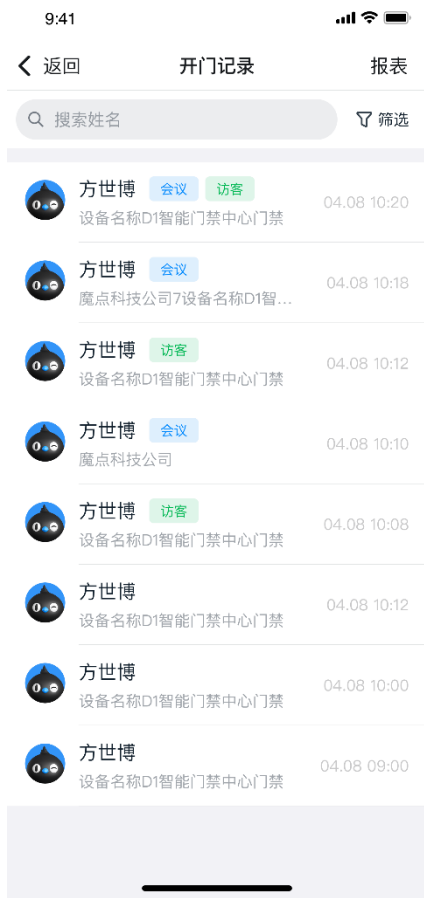 9:41
返回 开门记录 报表
搜索姓名 筛选
方世博 会议 访客
04.08 10:20
设备名称D1智能门禁中心门禁
方世博 会议
04.08 10:18
魔点科技公司7设备名称D1智...
方世博 访客
04.08 10:12
设备名称D1智能门禁中心门禁
方世博 会议
04.08 10:10
魔点科技公司
方世博 访客
04.08 10:08
设备名称D1智能门禁中心门禁
方世博
04.08 10:12
设备名称D1智能门禁中心门禁
方世博
04.08 10:00
设备名称D1智能门禁中心门禁
方世博
04.08 09:00
设备名称D1智能门禁中心门禁